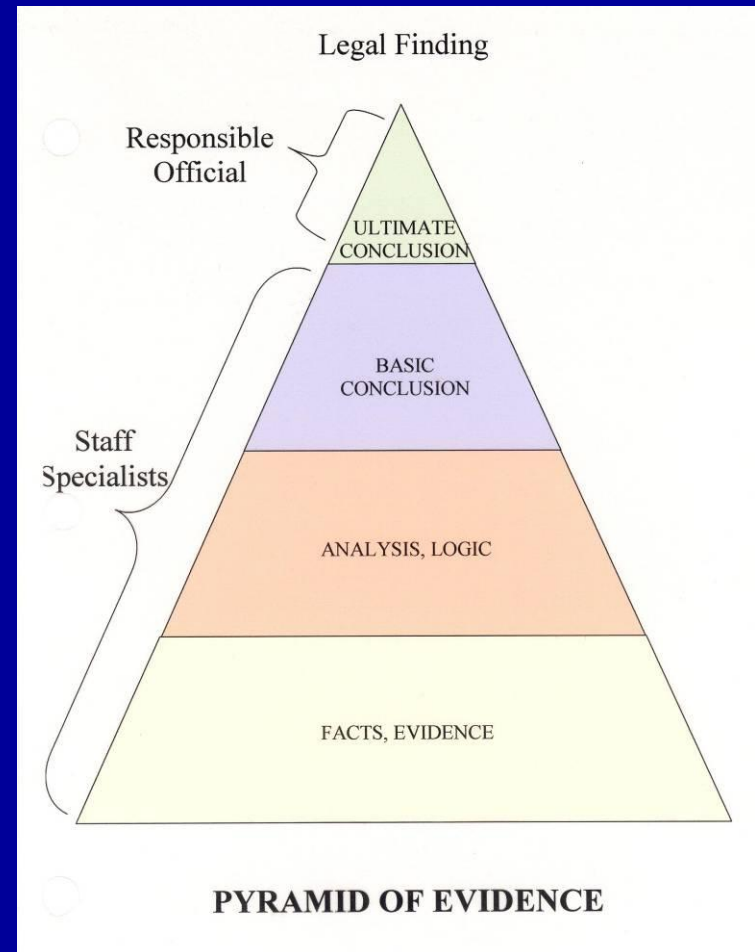 Legal Finding
Responsible
Official
ULTIMATE
CONCLUSION
BASIC
CONCLUSION
Staff
Specialists
ANALYSIS, LOGIC
FACTS, EVIDENCE
PYRAMID OF EVIDENCE